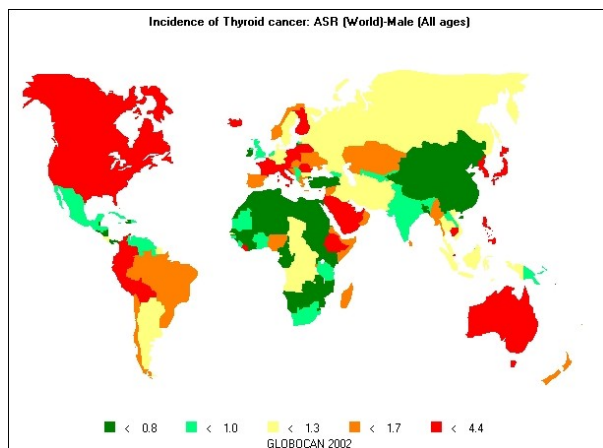 Incidence of Thyroid cancer: ASR (World)-Male (All ages)
< 0.8 < 1.0 < 1.3 < 1.7 < 4.4
GLOBOCAN 2002